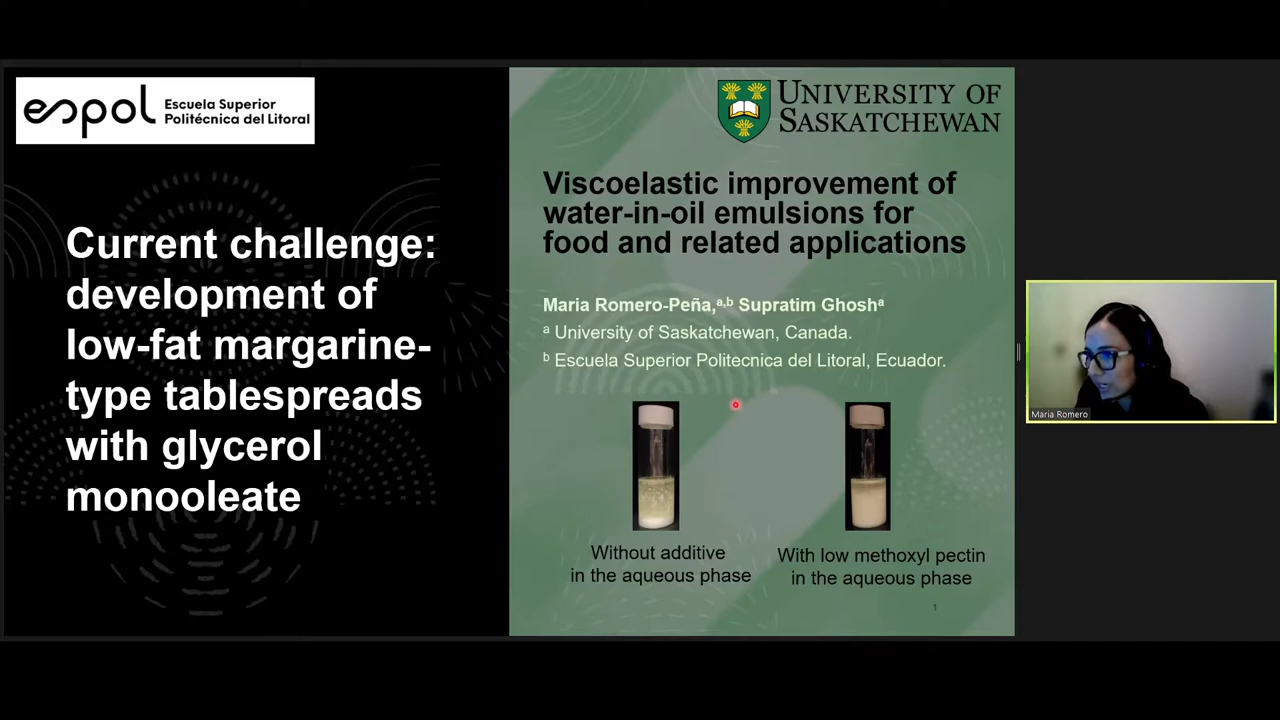 espol
Escuela Superior
Politécnica del Litoral
Current challenge:
development of
low-fat margarine-
type tablespreads
with glycerol
monooleate
UNIVERSITY OF
SASKATCHEWAN
Viscoelastic improvement of
water-in-oil emulsions for
food and related applications
Maria Romero-Peña,a,b Supratim Ghosha
a University of Saskatchewan, Canada.
b Escuela Superior Politecnica del Litoral, Ecuador.
Without additive
in the aqueous phase
With low methoxyl pectin
in the aqueous phase
1
Maria Romero